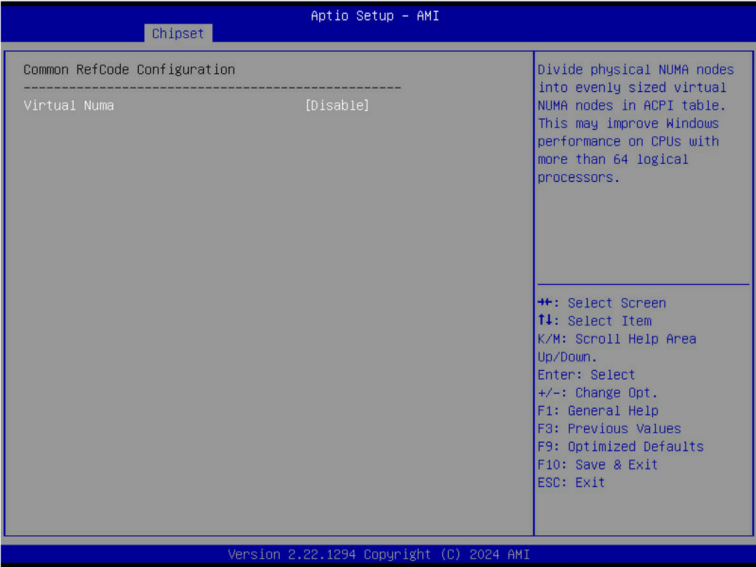 Aptio Setup – AMI
Chipset
Common RefCode Configuration
--------------------------------------------------
Virtual Numa [Disable]
Divide physical NUMA nodes
into evenly sized virtual
NUMA nodes in ACPI table.
This may improve Windows
performance on CPUs with
more than 64 logical
processors.
→←: Select Screen
↑↓: Select Item
K/M: Scroll Help Area
Up/Down.
Enter: Select
+/-: Change Opt.
F1: General Help
F3: Previous Values
F9: Optimized Defaults
F10: Save & Exit
ESC: Exit
Version 2.22.1294 Copyright (C) 2024 AMI